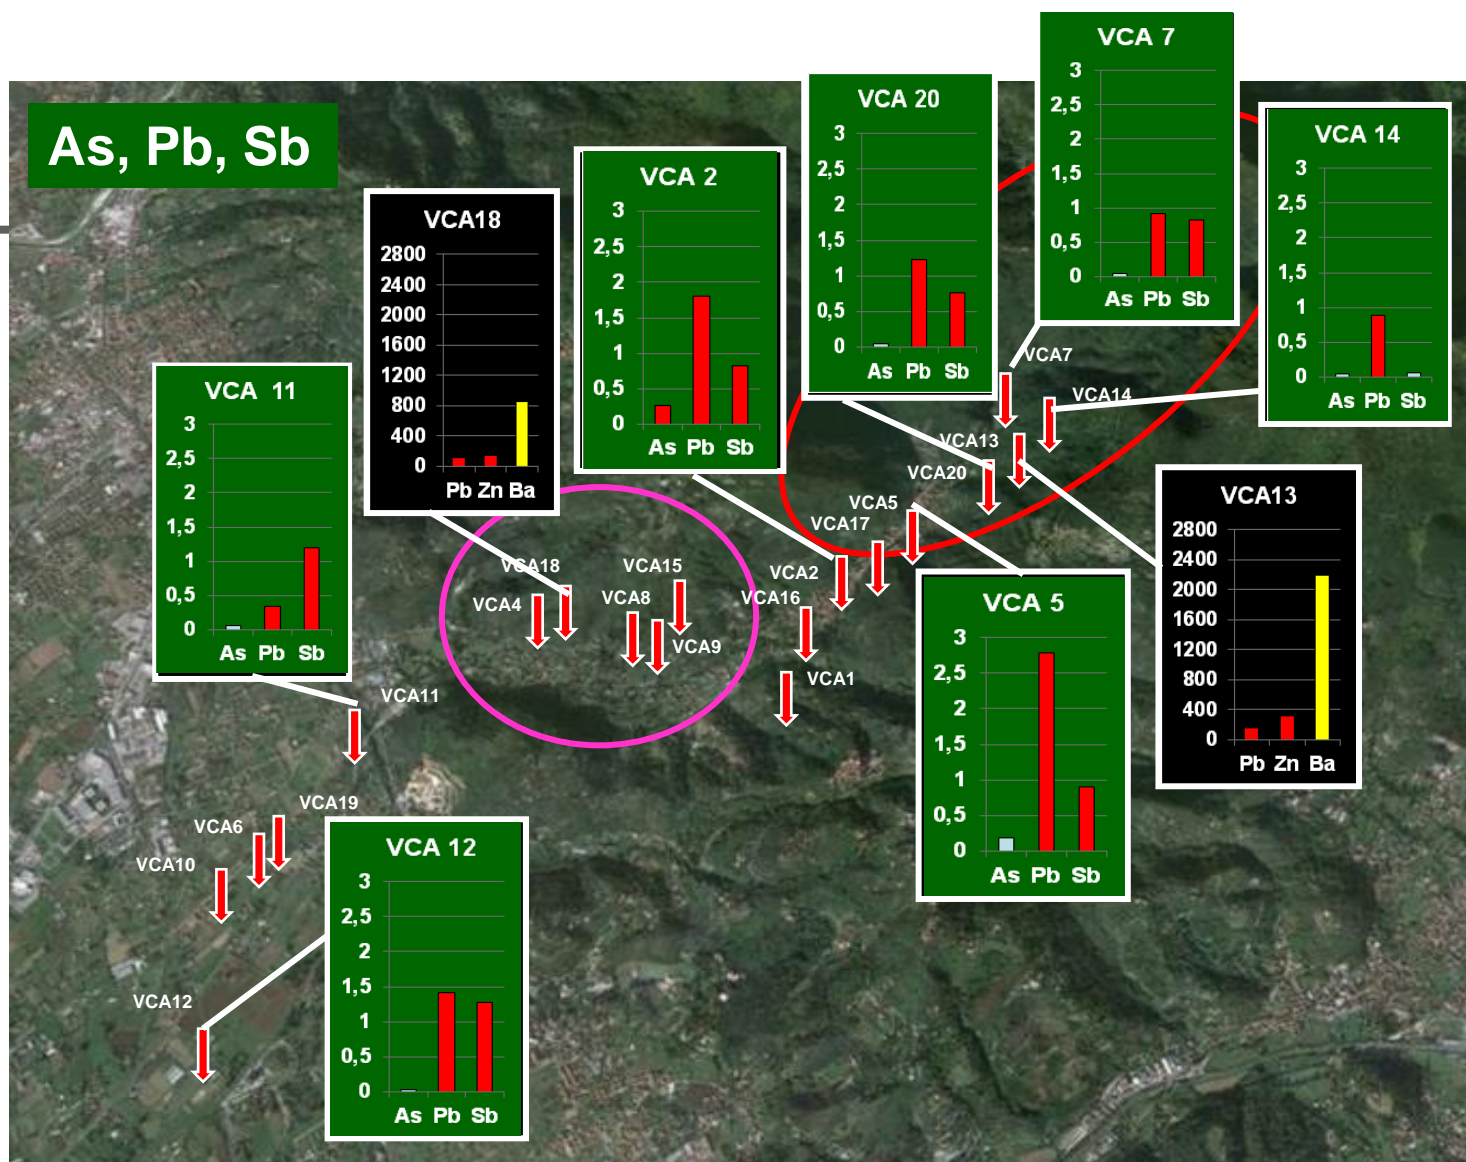 As, Pb, Sb
VCA 7
3
2,5
2
1,5
1
0,5
0
As Pb Sb
VCA 20
3
2,5
2
1,5
1
0,5
0
As Pb Sb
VCA 14
3
2,5
2
1,5
1
0,5
0
As Pb Sb
VCA 2
3
2,5
2
1,5
1
0,5
0
As Pb Sb
VCA18
2800
2400
2000
1600
1200
800
400
0
Pb Zn Ba
VCA 11
3
2,5
2
1,5
1
0,5
0
As Pb Sb
VCA7
VCA14
VCA13
VCA20
VCA5
VCA17
VCA2
VCA16
VCA1
VCA18
VCA4
VCA15
VCA8
VCA9
VCA11
VCA13
2800
2400
2000
1600
1200
800
400
0
Pb Zn Ba
VCA 5
3
2,5
2
1,5
1
0,5
0
As Pb Sb
VCA19
VCA6
VCA10
VCA12
VCA 12
3
2,5
2
1,5
1
0,5
0
As Pb Sb